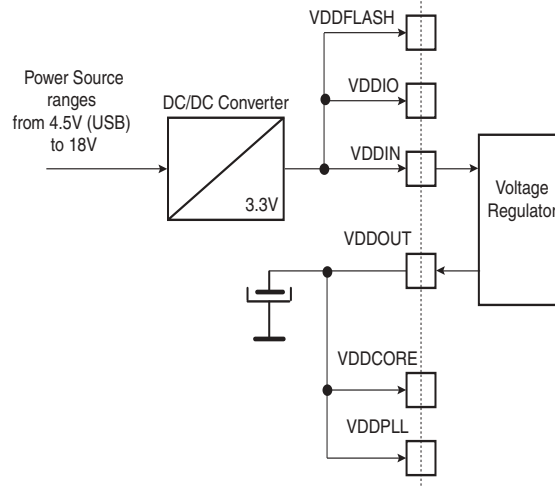 VDDFLASH
Power Source
ranges
from 4.5V (USB)
to 18V
DC/DC Converter
VDDIO
VDDIN
3.3V
Voltage
Regulator
VDDOUT
VDDCORE
VDDPLL